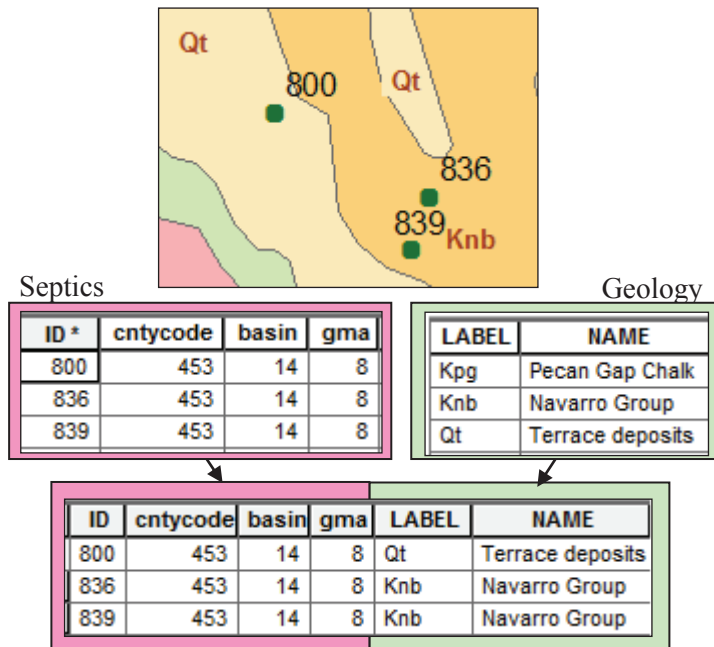 Qt
800
Qt
836
839
Knb
Septics
Geology
ID * cntycode basin gma
800 453 14 8
836 453 14 8
839 453 14 8
LABEL NAME
Kpg Pecan Gap Chalk
Knb Navarro Group
Qt Terrace deposits
ID cntycode basin gma LABEL NAME
800 453 14 8 Qt Terrace deposits
836 453 14 8 Knb Navarro Group
839 453 14 8 Knb Navarro Group